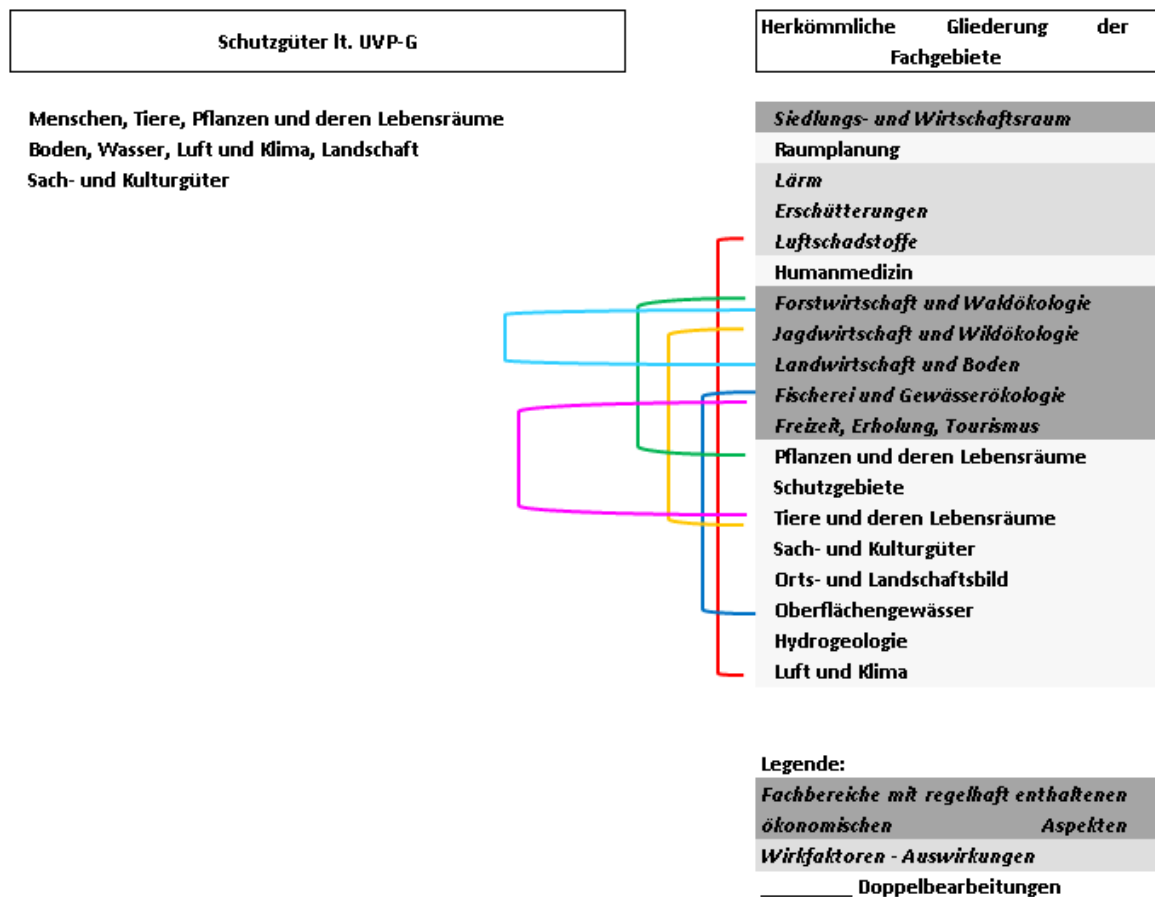 Schutzgüter lt. UVP-G
Menschen, Tiere, Pflanzen und deren Lebensräume
Boden, Wasser, Luft und Klima, Landschaft
Sach- und Kulturgüter
Herkömmliche Gliederung der
Fachgebiete
Siedlungs- und Wirtschaftsraum
Raumplanung
Lärm
Erschütterungen
Luftschadstoffe
Humanmedizin
Forstwirtschaft und Waldökologie
Jagdwirtschaft und Wildökologie
Landwirtschaft und Boden
Fischerei und Gewässerökologie
Freizeit, Erholung, Tourismus
Pflanzen und deren Lebensräume
Schutzgebiete
Tiere und deren Lebensräume
Sach- und Kulturgüter
Orts- und Landschaftsbild
Oberflächengewässer
Hydrogeologie
Luft und Klima
Legende:
Fachbereiche mit regelhaft enthaltenen
ökonomischen Aspekten
Wirkfaktoren - Auswirkungen
_________ Doppelbearbeitungen